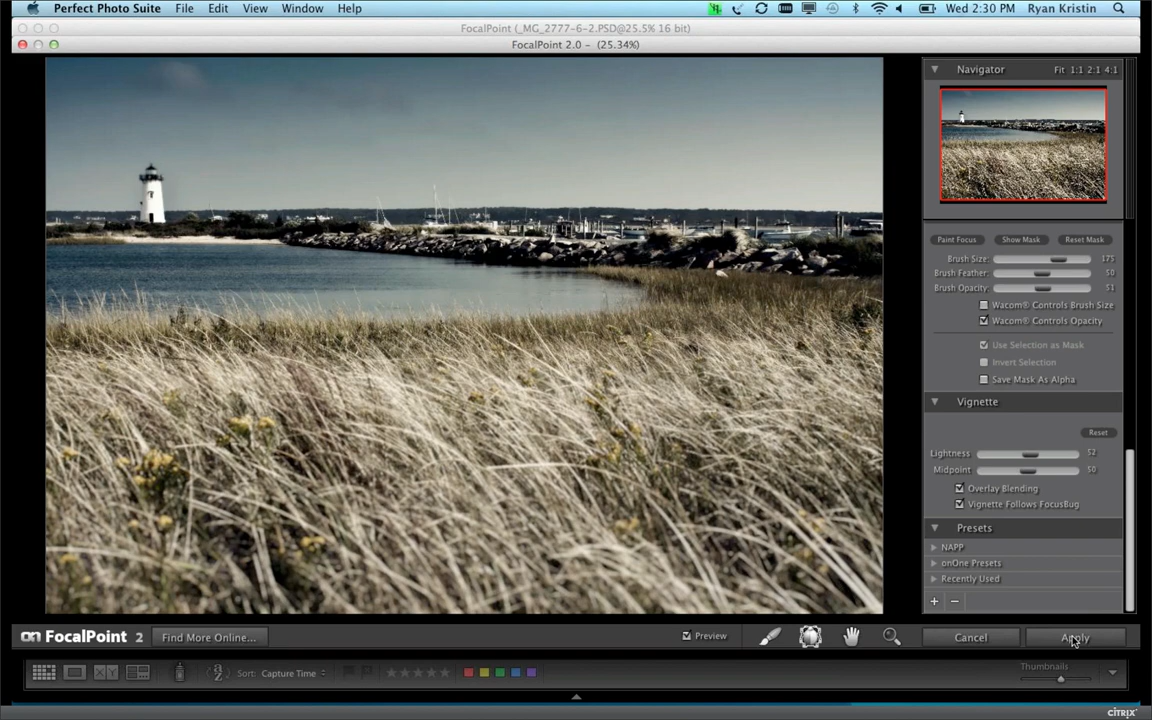 Perfect Photo Suite File Edit View Window Help Wed 2:30 PM Ryan Kristin
FocalPoint (_MG_2777-6-2.PSD@25.5% 16 bit)
FocalPoint 2.0 - (25.34%)
Navigator Fit 1:1 2:1 4:1
Paint Focus Show Mask Reset Mask
Brush Size: 175
Brush Feather: 50
Brush Opacity: 51
Wacom® Controls Brush Size
Wacom® Controls Opacity
Use Selection as Mask
Invert Selection
Save Mask As Alpha
Vignette
Reset
Lightness 52
Midpoint 50
Overlay Blending
Vignette Follows FocusBug
Presets
NAPP
onOne Presets
Recently Used
on FocalPoint 2 Find More Online... Preview Cancel Apply
XY A Z Sort: Capture Time Thumbnails
CITRIX